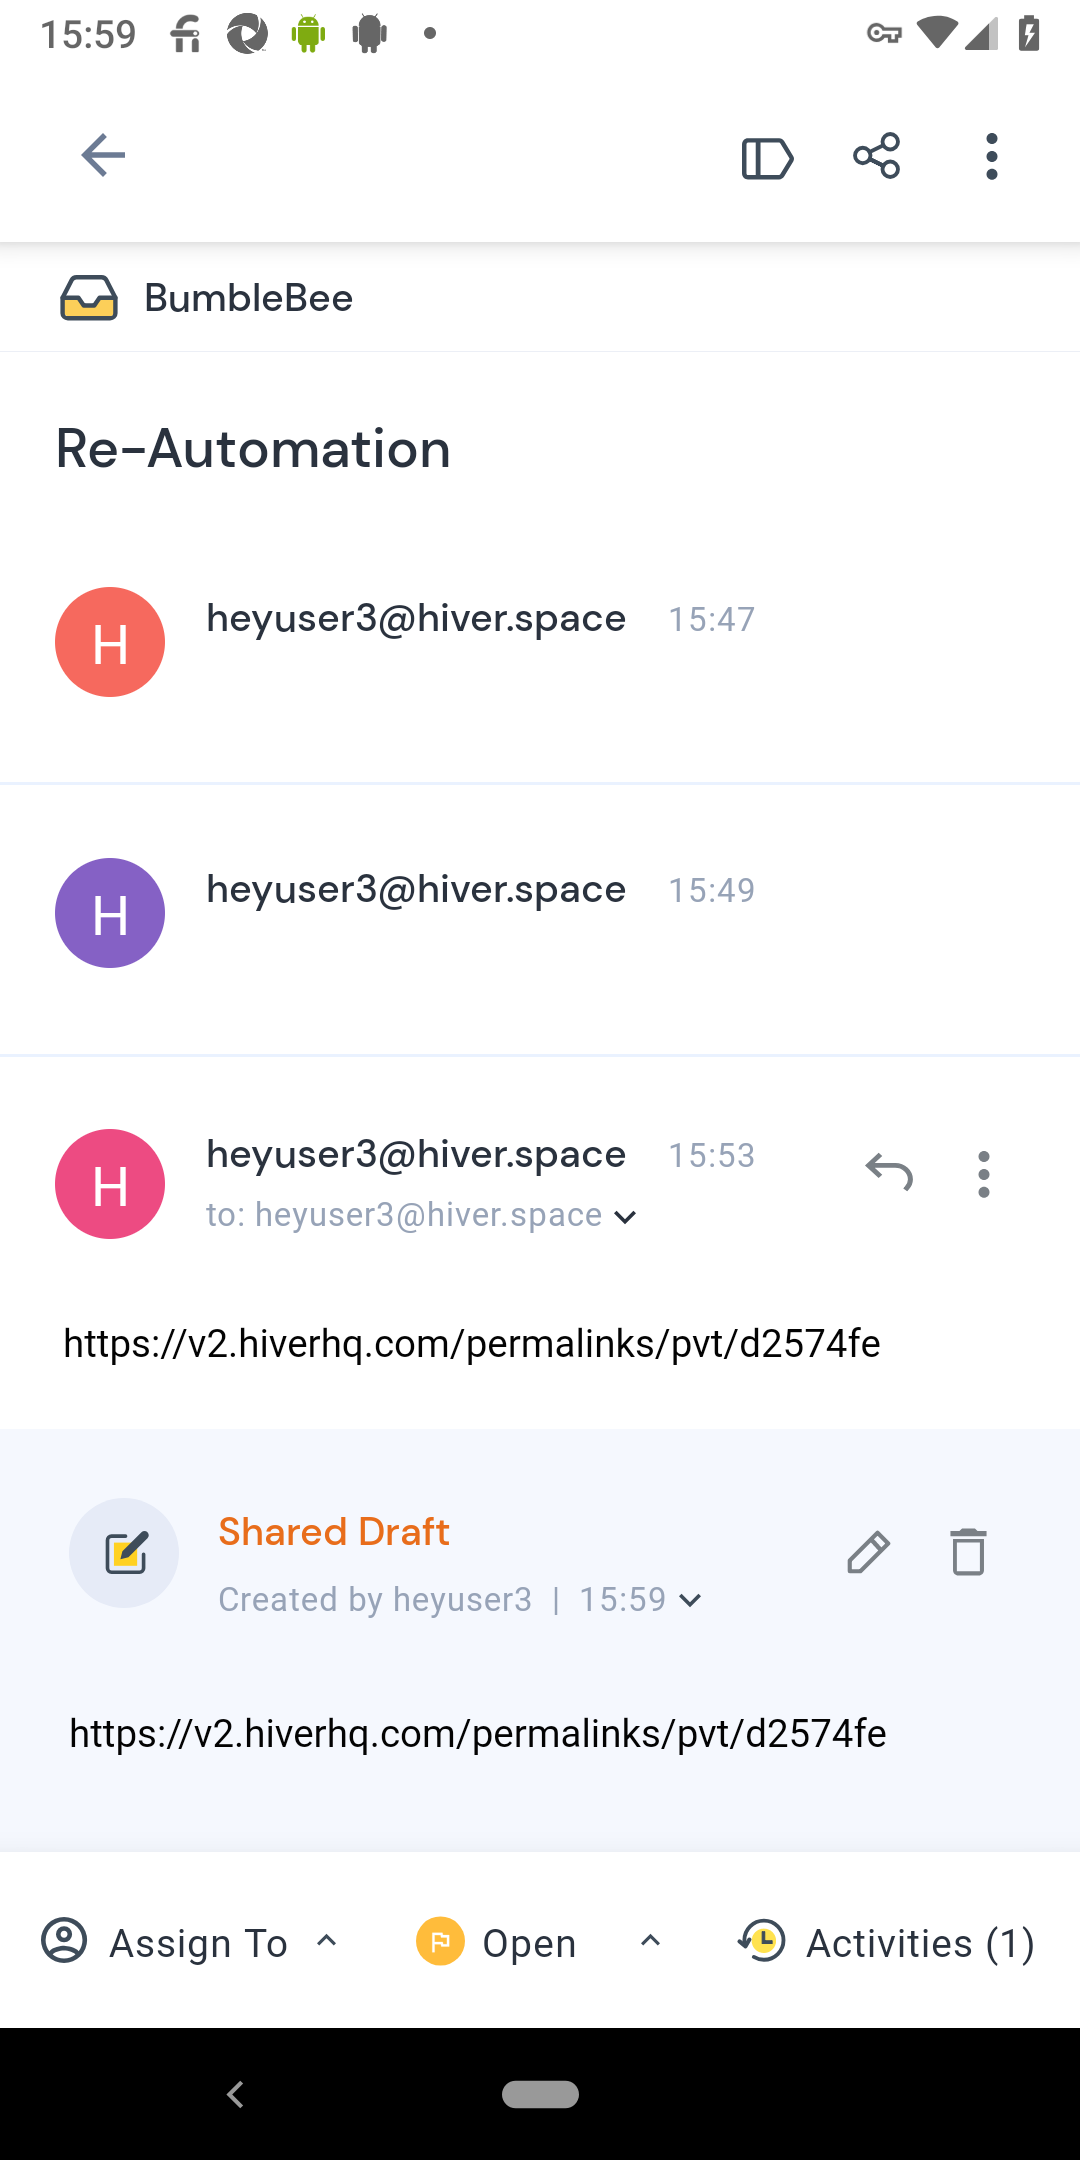 15:59
BumbleBee
Re-Automation
H heyuser3@hiver.space 15:47
H heyuser3@hiver.space 15:49
H heyuser3@hiver.space 15:53
to: heyuser3@hiver.space
https://v2.hiverhq.com/permalinks/pvt/d2574fe
Shared Draft
Created by heyuser3 | 15:59
https://v2.hiverhq.com/permalinks/pvt/d2574fe
Assign To Open Activities (1)